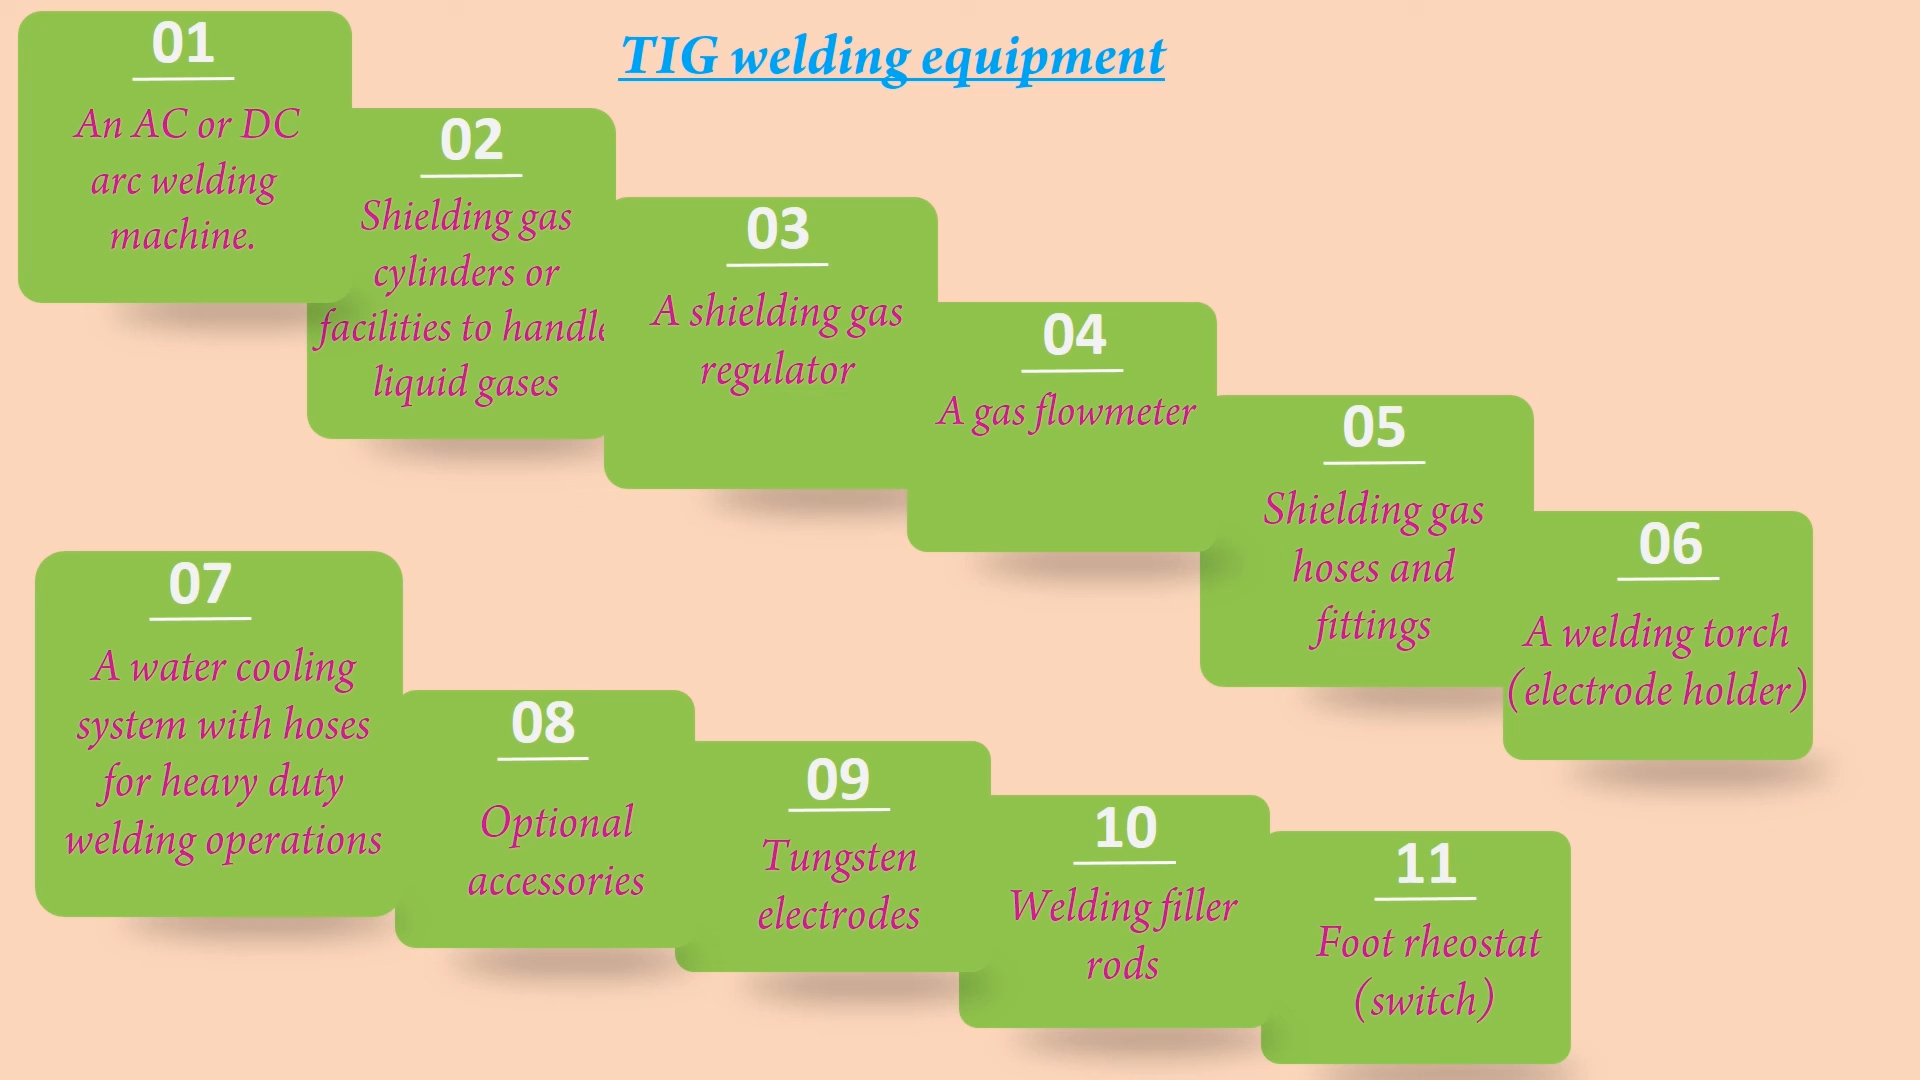 TIG welding equipment
01
An AC or DC
arc welding
machine.
02
Shielding gas
cylinders or
facilities to handle
liquid gases
03
A shielding gas
regulator
04
A gas flowmeter
05
Shielding gas
hoses and
fittings
06
A welding torch
(electrode holder)
07
A water cooling
system with hoses
for heavy duty
welding operations
08
Optional
accessories
09
Tungsten
electrodes
10
Welding filler
rods
11
Foot rheostat
(switch)